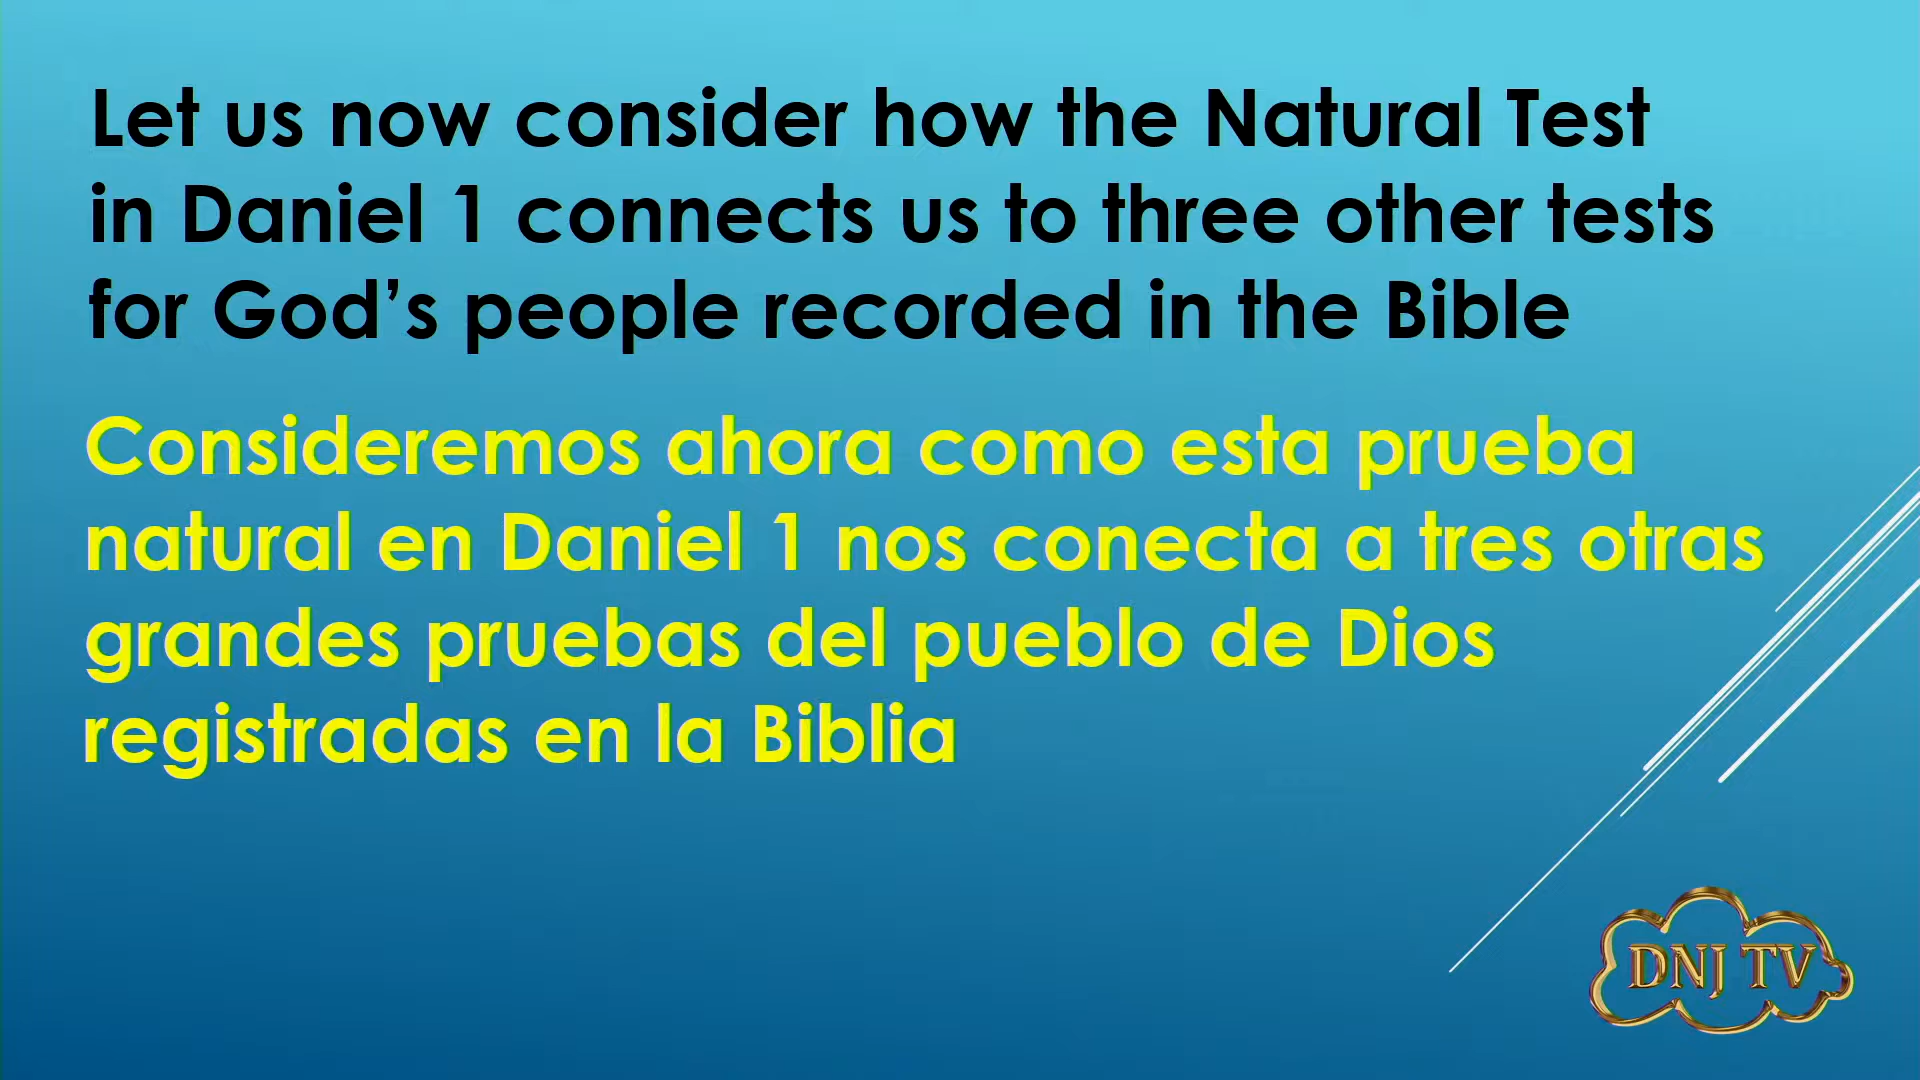 Let us now consider how the Natural Test
in Daniel 1 connects us to three other tests
for God’s people recorded in the Bible
Consideremos ahora como esta prueba
natural en Daniel 1 nos conecta a tres otras
grandes pruebas del pueblo de Dios
registradas en la Biblia
DNJ TV